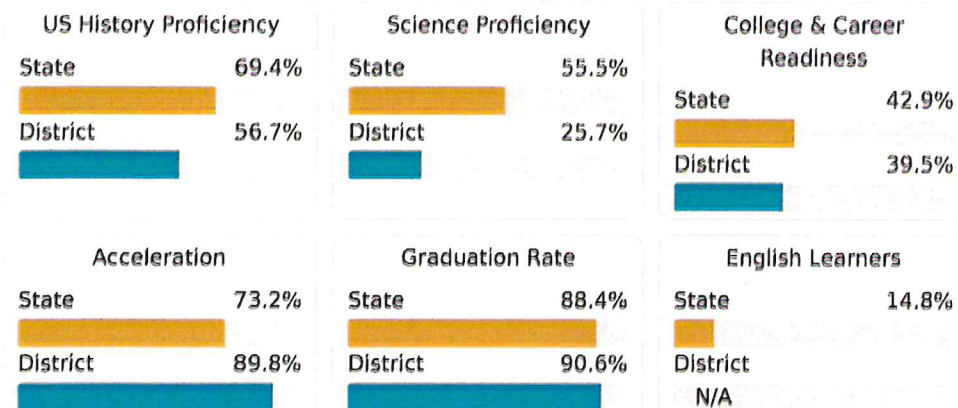 US History Proficiency
State 69.4%
District 56.7%
Science Proficiency
State 55.5%
District 25.7%
College & Career
Readiness
State 42.9%
District 39.5%
Acceleration
State 73.2%
District 89.8%
Graduation Rate
State 88.4%
District 90.6%
English Learners
State 14.8%
District
N/A